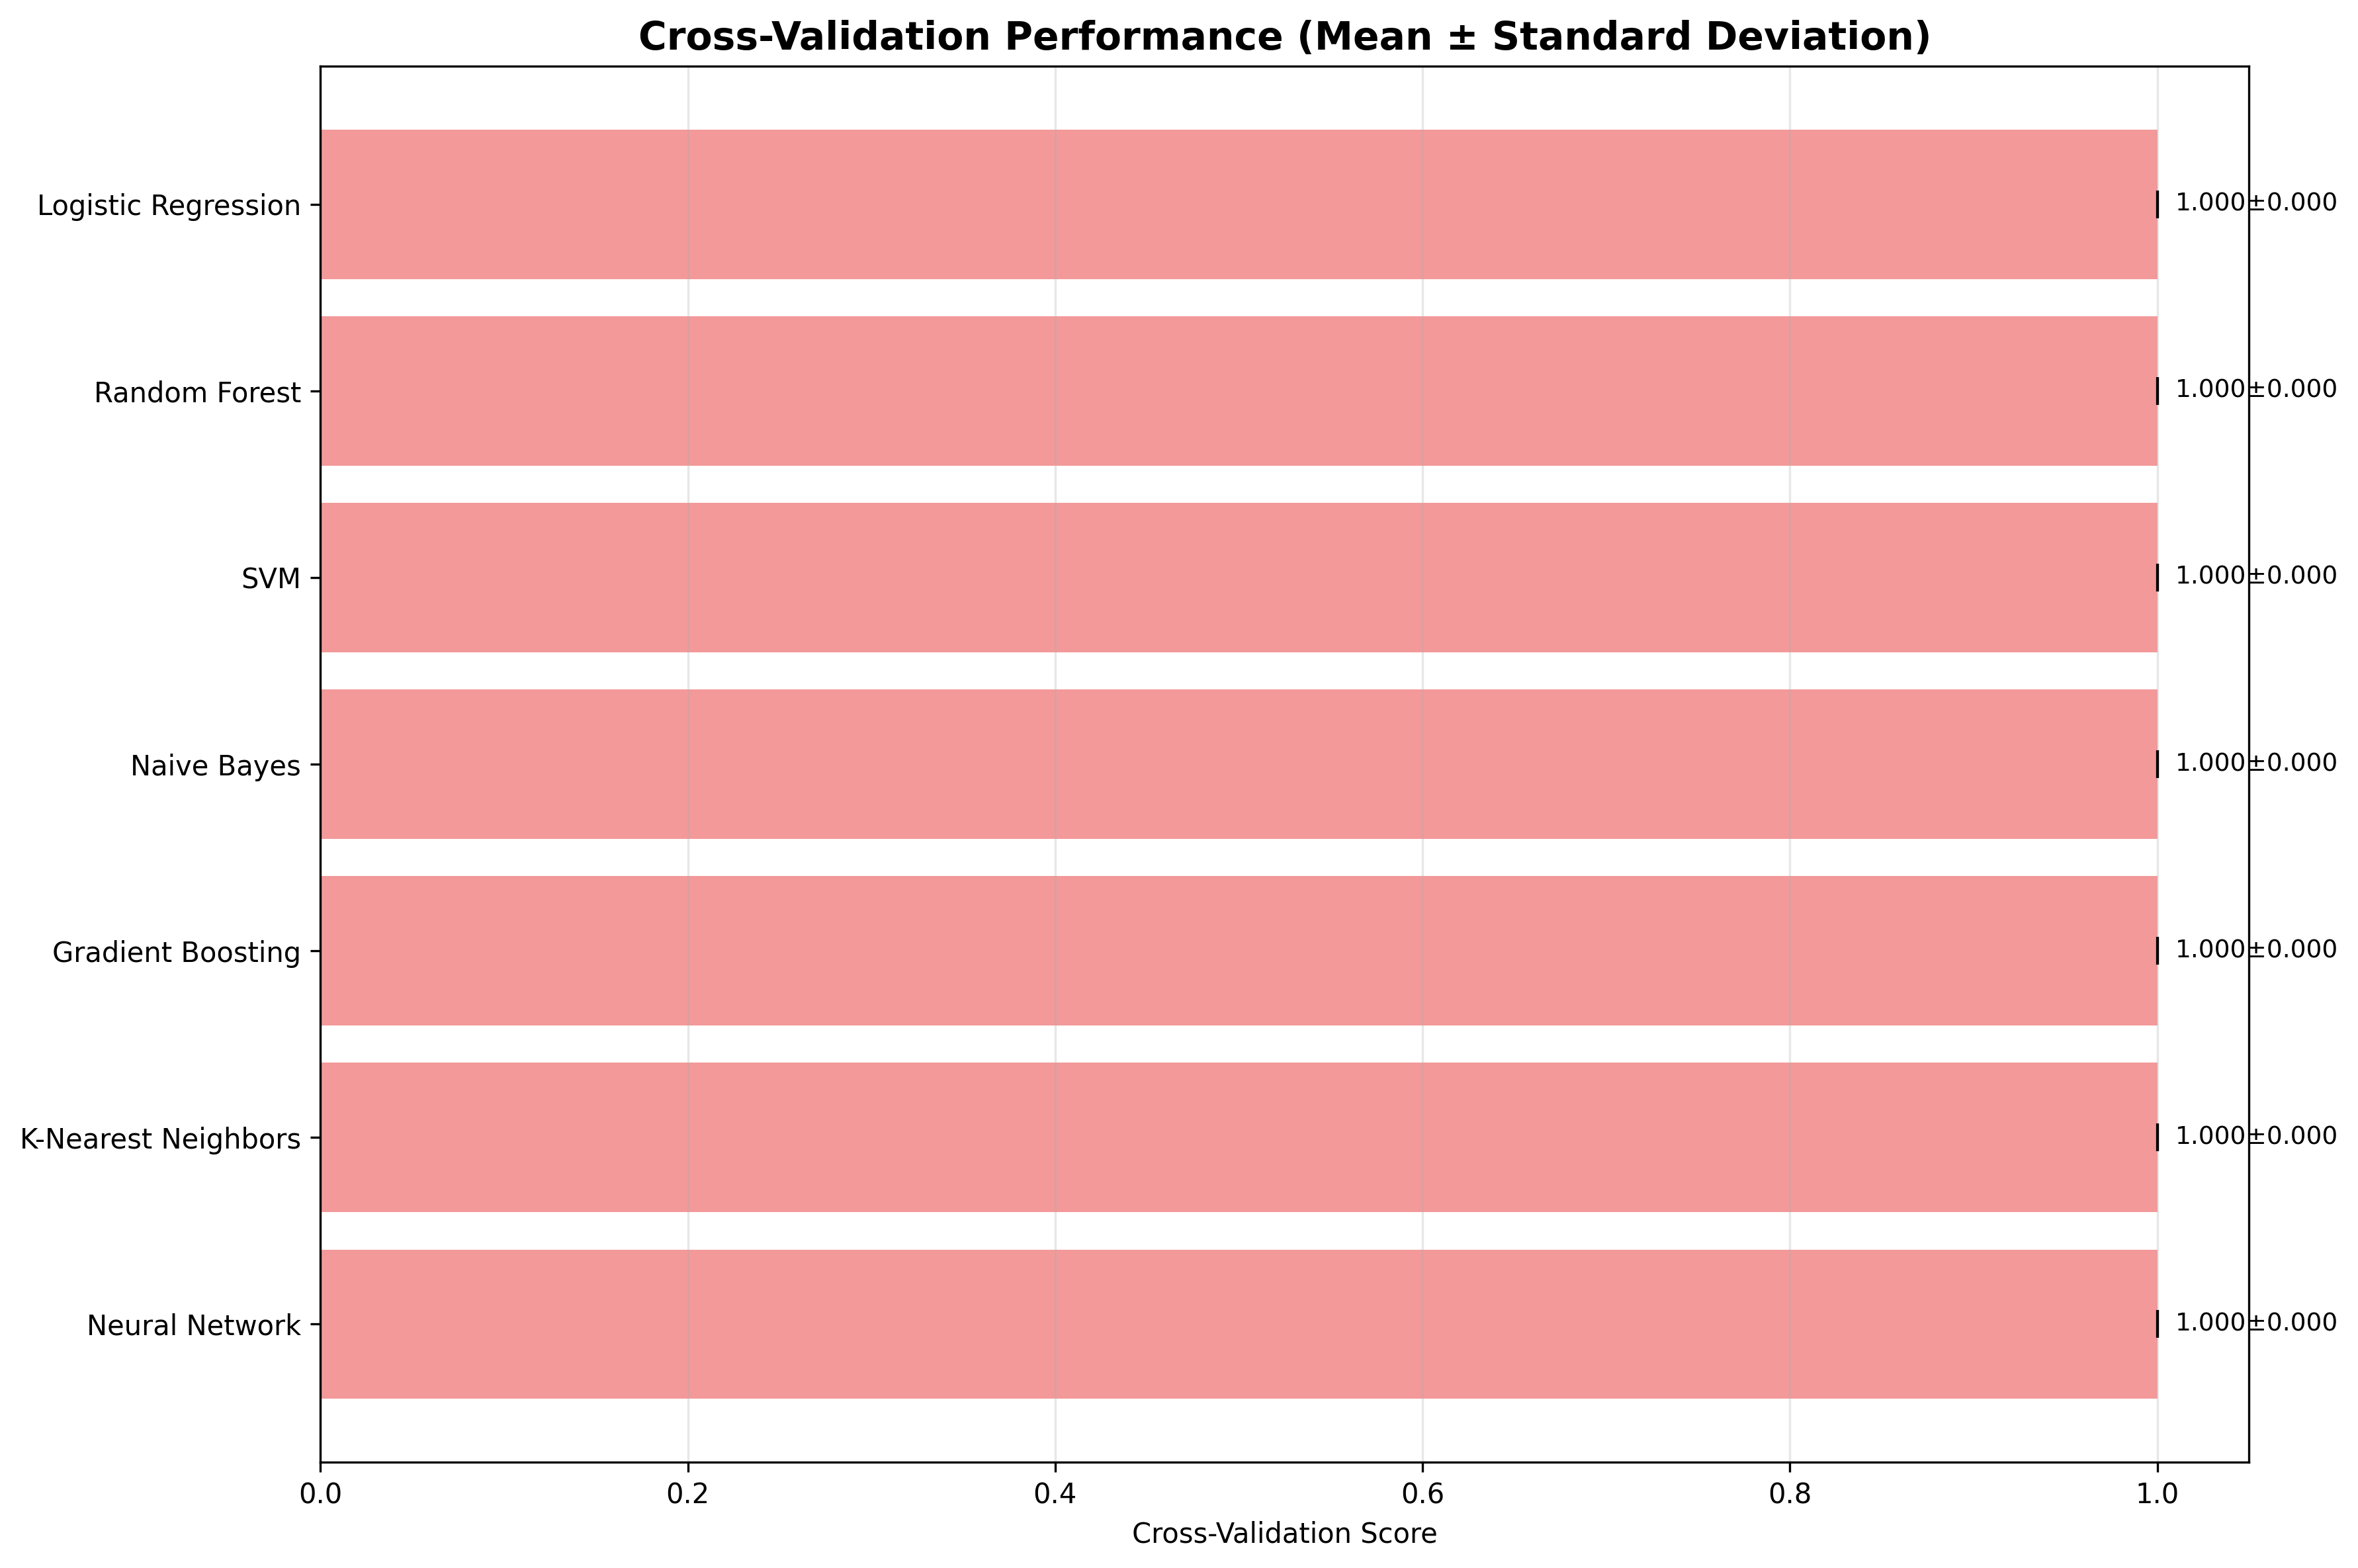 Cross-Validation Performance (Mean ± Standard Deviation)
Logistic Regression 1.000±0.000
Random Forest 1.000±0.000
SVM 1.000±0.000
Naive Bayes 1.000±0.000
Gradient Boosting 1.000±0.000
K-Nearest Neighbors 1.000±0.000
Neural Network 1.000±0.000
0.0 0.2 0.4 0.6 0.8 1.0
Cross-Validation Score